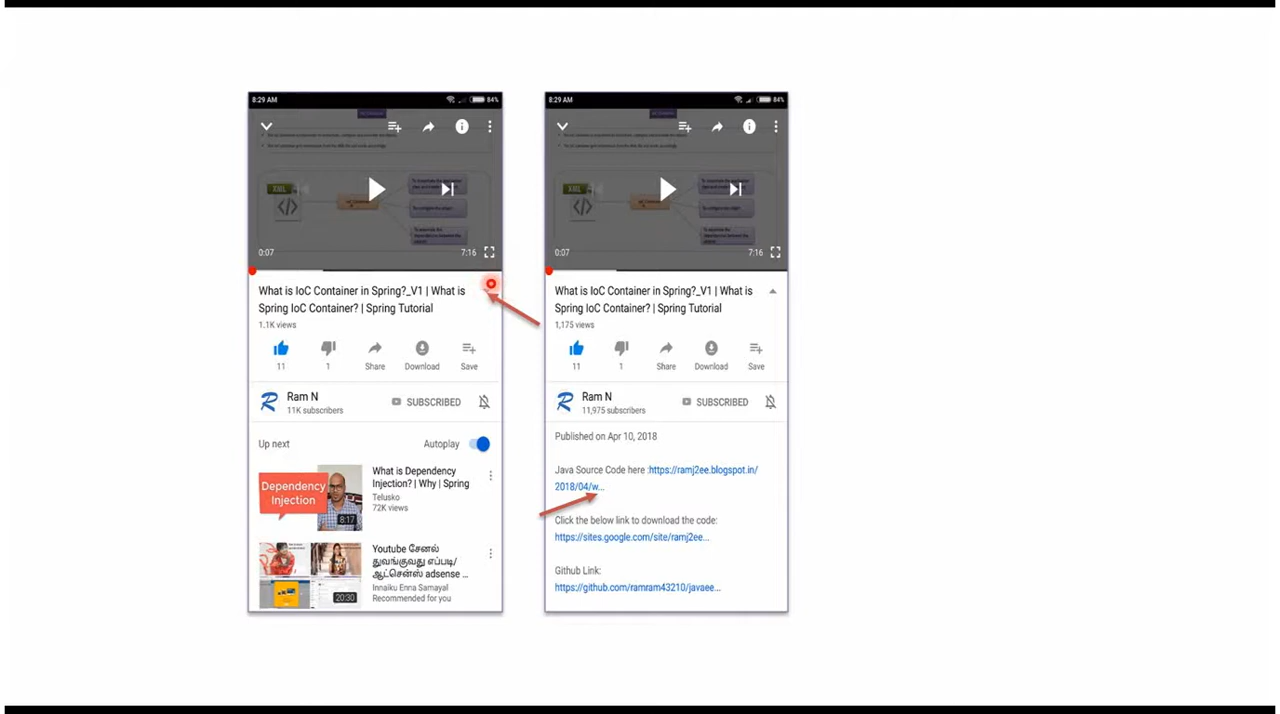 8:29 AM
84%
XML
0:07
7:16
What is IoC Container in Spring?_V1 | What is
Spring IoC Container? | Spring Tutorial
1.1K views
11
1
Share
Download
Save
Ram N
11K subscribers
SUBSCRIBED
Up next
Autoplay
Dependency
Injection
8:17
What is Dependency
Injection? | Why | Spring
Telusko
72K views
20:30
Youtube சேனல்
துவங்குவது எப்படி/
ஆட்சென்ஸ் adsense ...
Innaiku Enna Samayal
Recommended for you
8:29 AM
84%
XML
0:07
7:16
What is IoC Container in Spring?_V1 | What is
Spring IoC Container? | Spring Tutorial
1,175 views
11
1
Share
Download
Save
Ram N
11,975 subscribers
SUBSCRIBED
Published on Apr 10, 2018
Java Source Code here :https://ramj2ee.blogspot.in/
2018/04/w...
Click the below link to download the code:
https://sites.google.com/site/ramj2ee...
Github Link:
https://github.com/ramram43210/javaee...